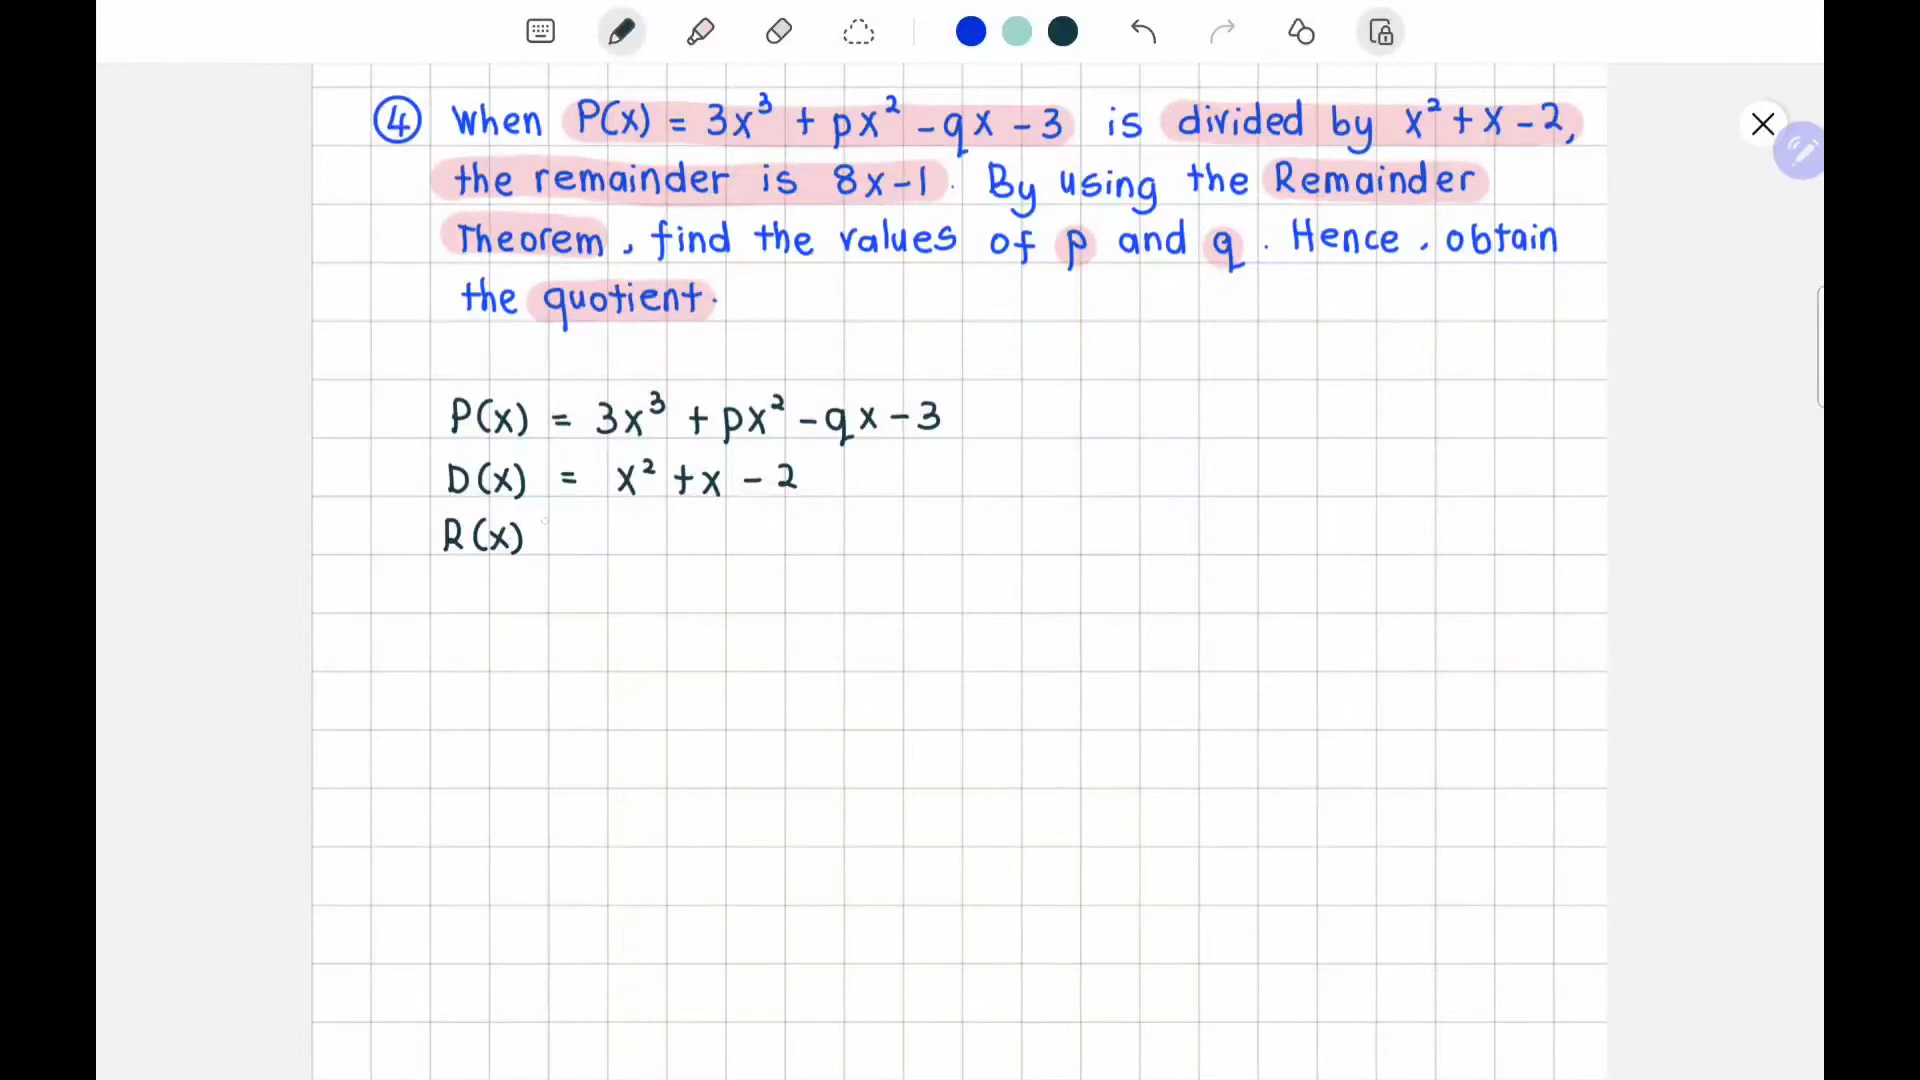 ④ When P(x) = 3x³ + px² - qx - 3 is divided by x² + x - 2,
the remainder is 8x - 1. By using the Remainder
Theorem, find the values of p and q. Hence, obtain
the quotient.
P(x) = 3x³ + px² - qx - 3
D(x) = x² + x - 2
R(x)